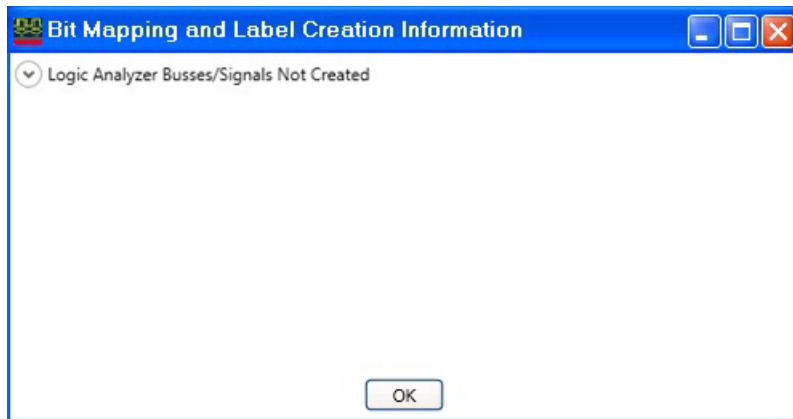 Bit Mapping and Label Creation Information
Logic Analyzer Busses/Signals Not Created
OK